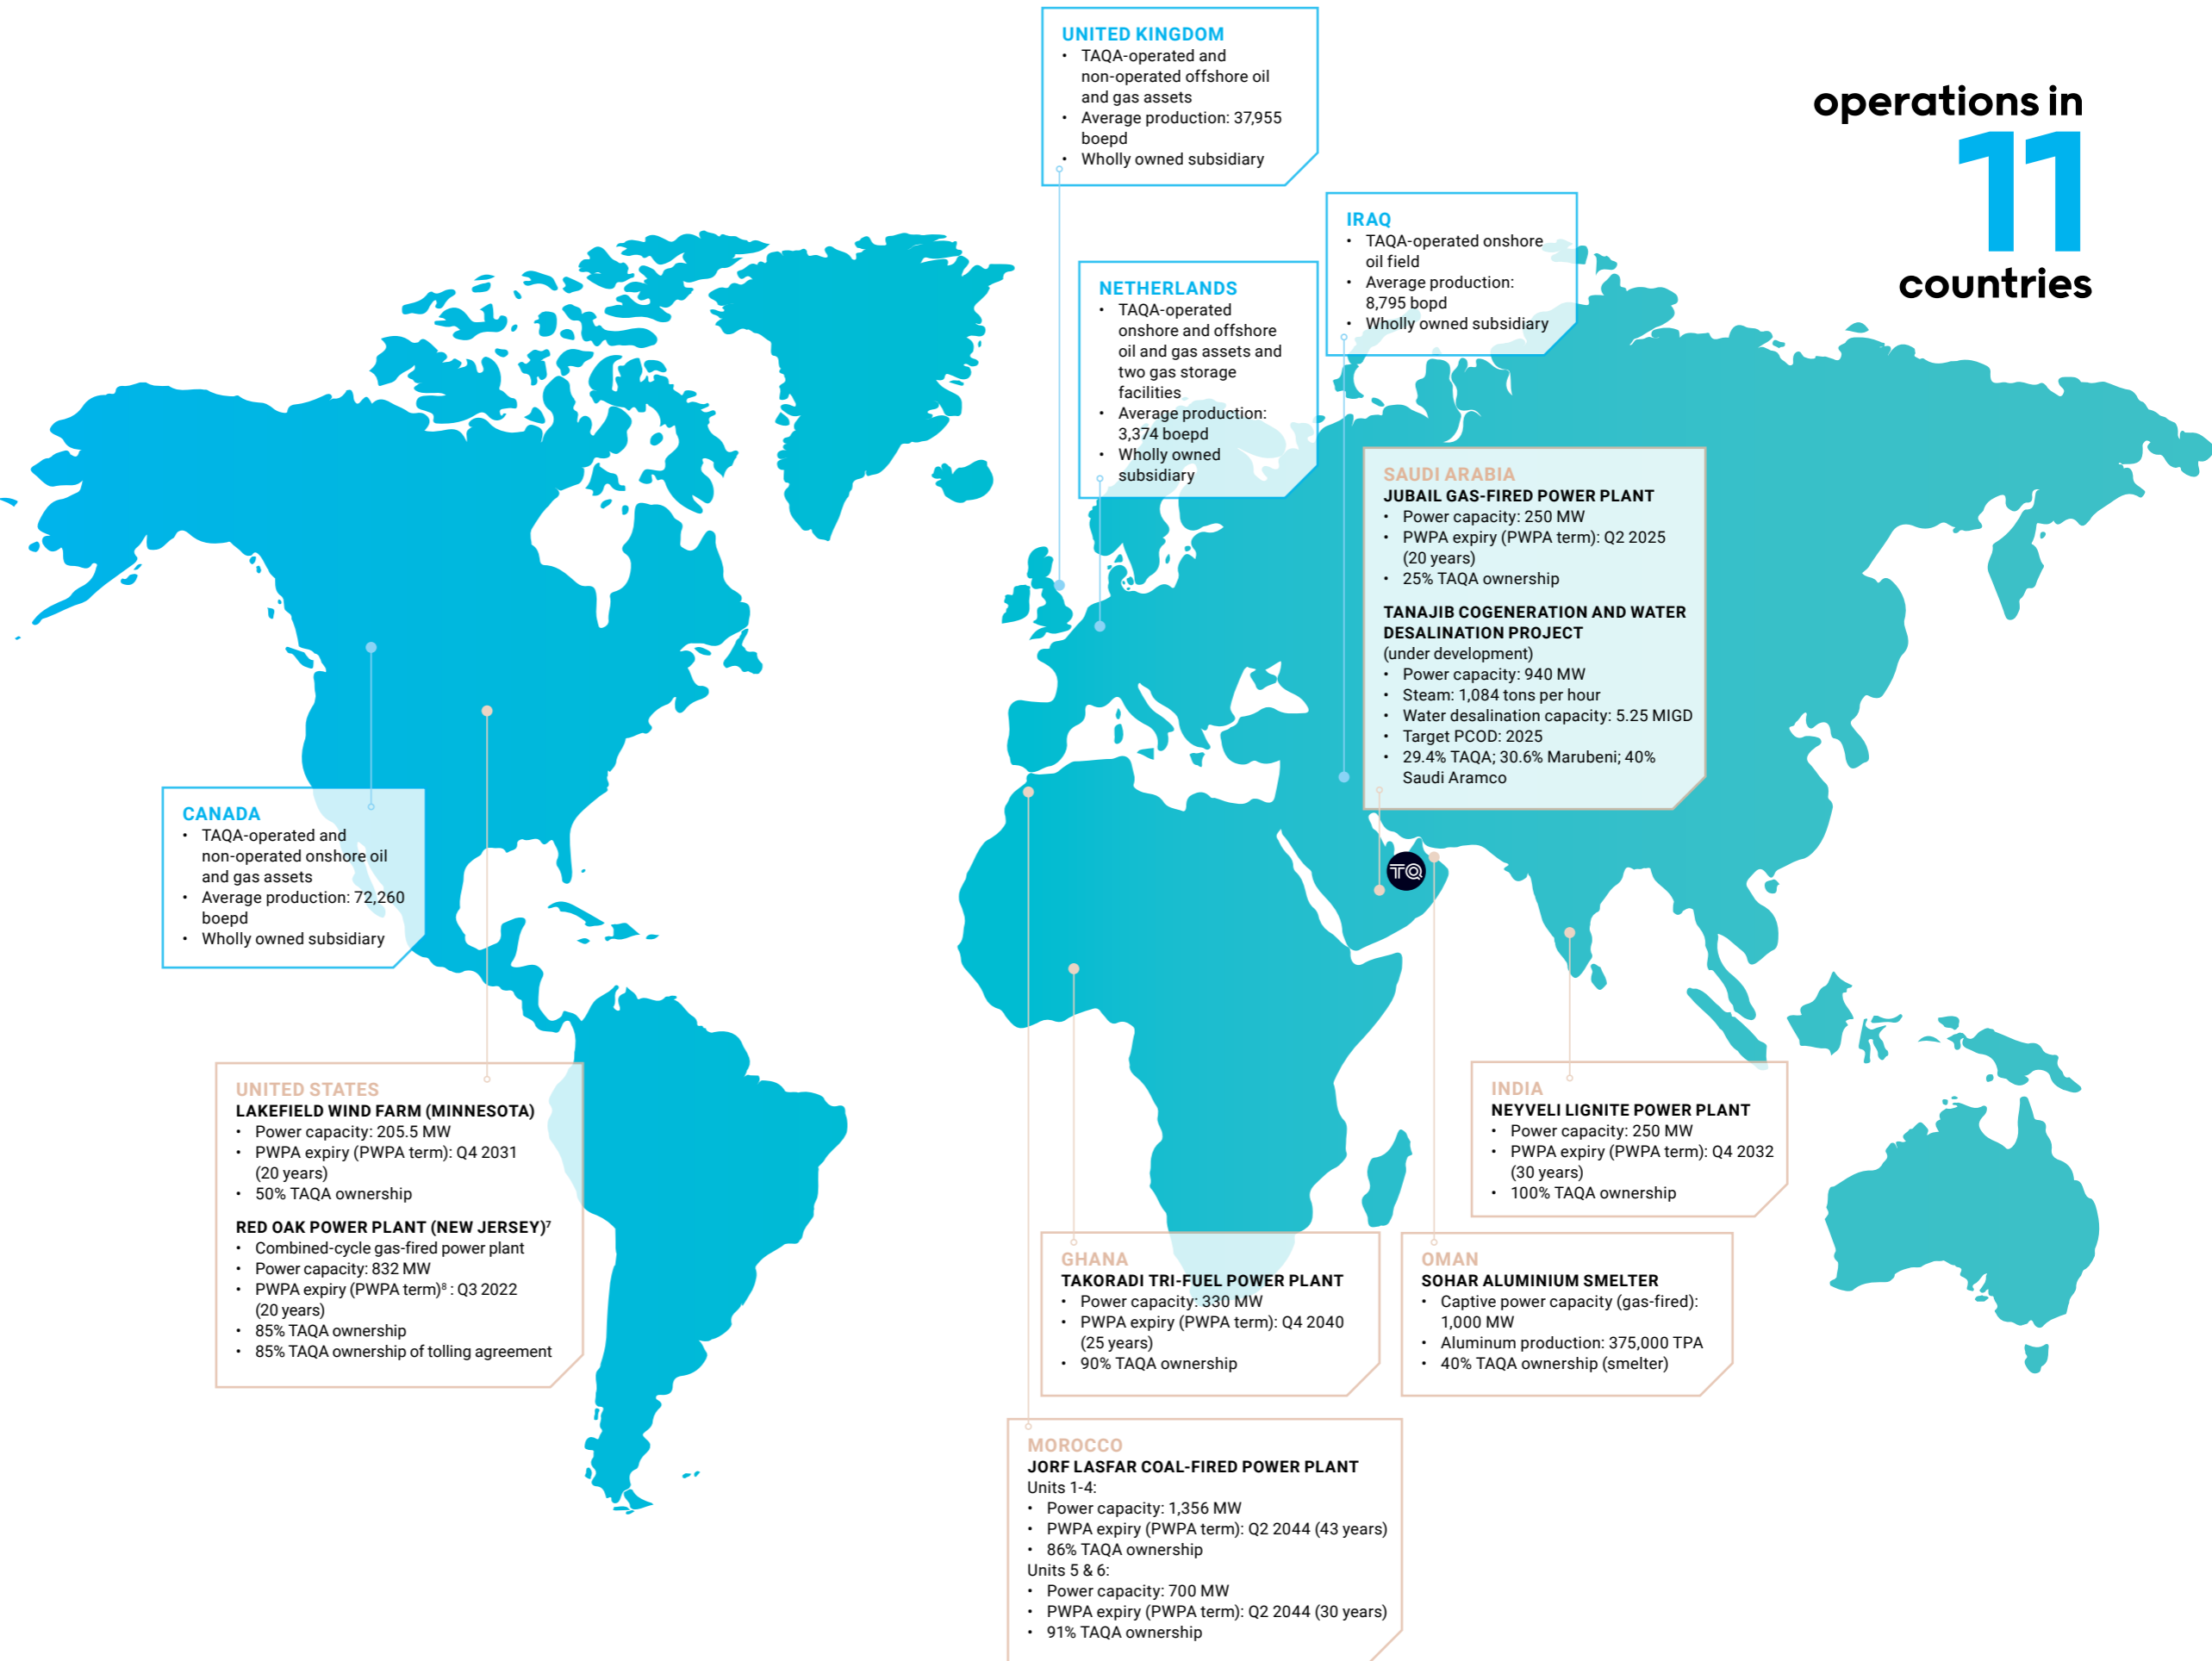 UNITED KINGDOM
• TAQA-operated and
non-operated offshore oil
and gas assets
• Average production: 37,955
boepd
• Wholly owned subsidiary
operations in
11
countries
IRAQ
• TAQA-operated onshore
oil field
• Average production:
8,795 bopd
• Wholly owned subsidiary
NETHERLANDS
• TAQA-operated
onshore and offshore
oil and gas assets and
two gas storage
facilities
• Average production:
3,374 boepd
• Wholly owned
subsidiary
SAUDI ARABIA
JUBAIL GAS-FIRED POWER PLANT
• Power capacity: 250 MW
• PWPA expiry (PWPA term): Q2 2025
(20 years)
• 25% TAQA ownership
TANAJIB COGENERATION AND WATER
DESALINATION PROJECT
(under development)
• Power capacity: 940 MW
• Steam: 1,084 tons per hour
• Water desalination capacity: 5.25 MIGD
• Target PCOD: 2025
• 29.4% TAQA; 30.6% Marubeni; 40%
Saudi Aramco
CANADA
• TAQA-operated and
non-operated onshore oil
and gas assets
• Average production: 72,260
boepd
• Wholly owned subsidiary
TQ
UNITED STATES
LAKEFIELD WIND FARM (MINNESOTA)
• Power capacity: 205.5 MW
• PWPA expiry (PWPA term): Q4 2031
(20 years)
• 50% TAQA ownership
RED OAK POWER PLANT (NEW JERSEY)⁷
• Combined-cycle gas-fired power plant
• Power capacity: 832 MW
• PWPA expiry (PWPA term)⁸ : Q3 2022
(20 years)
• 85% TAQA ownership
• 85% TAQA ownership of tolling agreement
INDIA
NEYVELI LIGNITE POWER PLANT
• Power capacity: 250 MW
• PWPA expiry (PWPA term): Q4 2032
(30 years)
• 100% TAQA ownership
GHANA
TAKORADI TRI-FUEL POWER PLANT
• Power capacity: 330 MW
• PWPA expiry (PWPA term): Q4 2040
(25 years)
• 90% TAQA ownership
OMAN
SOHAR ALUMINIUM SMELTER
• Captive power capacity (gas-fired):
1,000 MW
• Aluminum production: 375,000 TPA
• 40% TAQA ownership (smelter)
MOROCCO
JORF LASFAR COAL-FIRED POWER PLANT
Units 1-4:
• Power capacity: 1,356 MW
• PWPA expiry (PWPA term): Q2 2044 (43 years)
• 86% TAQA ownership
Units 5 & 6:
• Power capacity: 700 MW
• PWPA expiry (PWPA term): Q2 2044 (30 years)
• 91% TAQA ownership